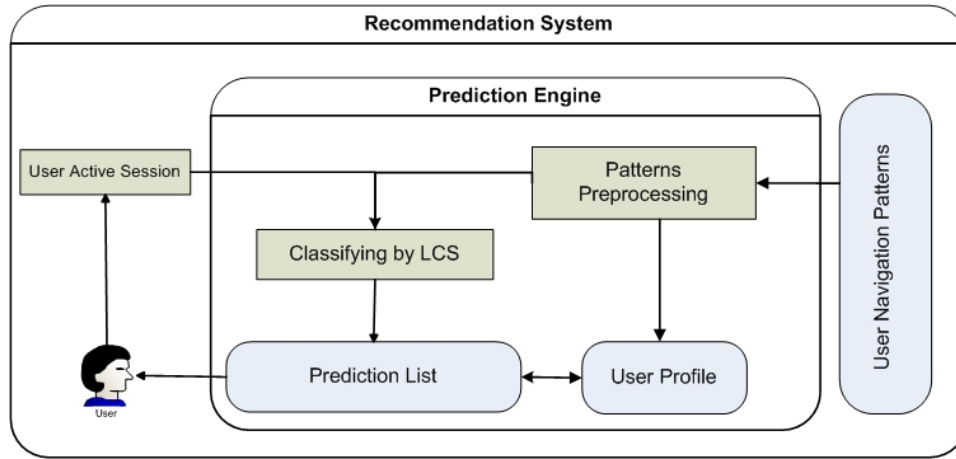 Recommendation System
Prediction Engine
User Active Session
Patterns
Preprocessing
Classifying by LCS
User Navigation Patterns
Prediction List
User Profile
User